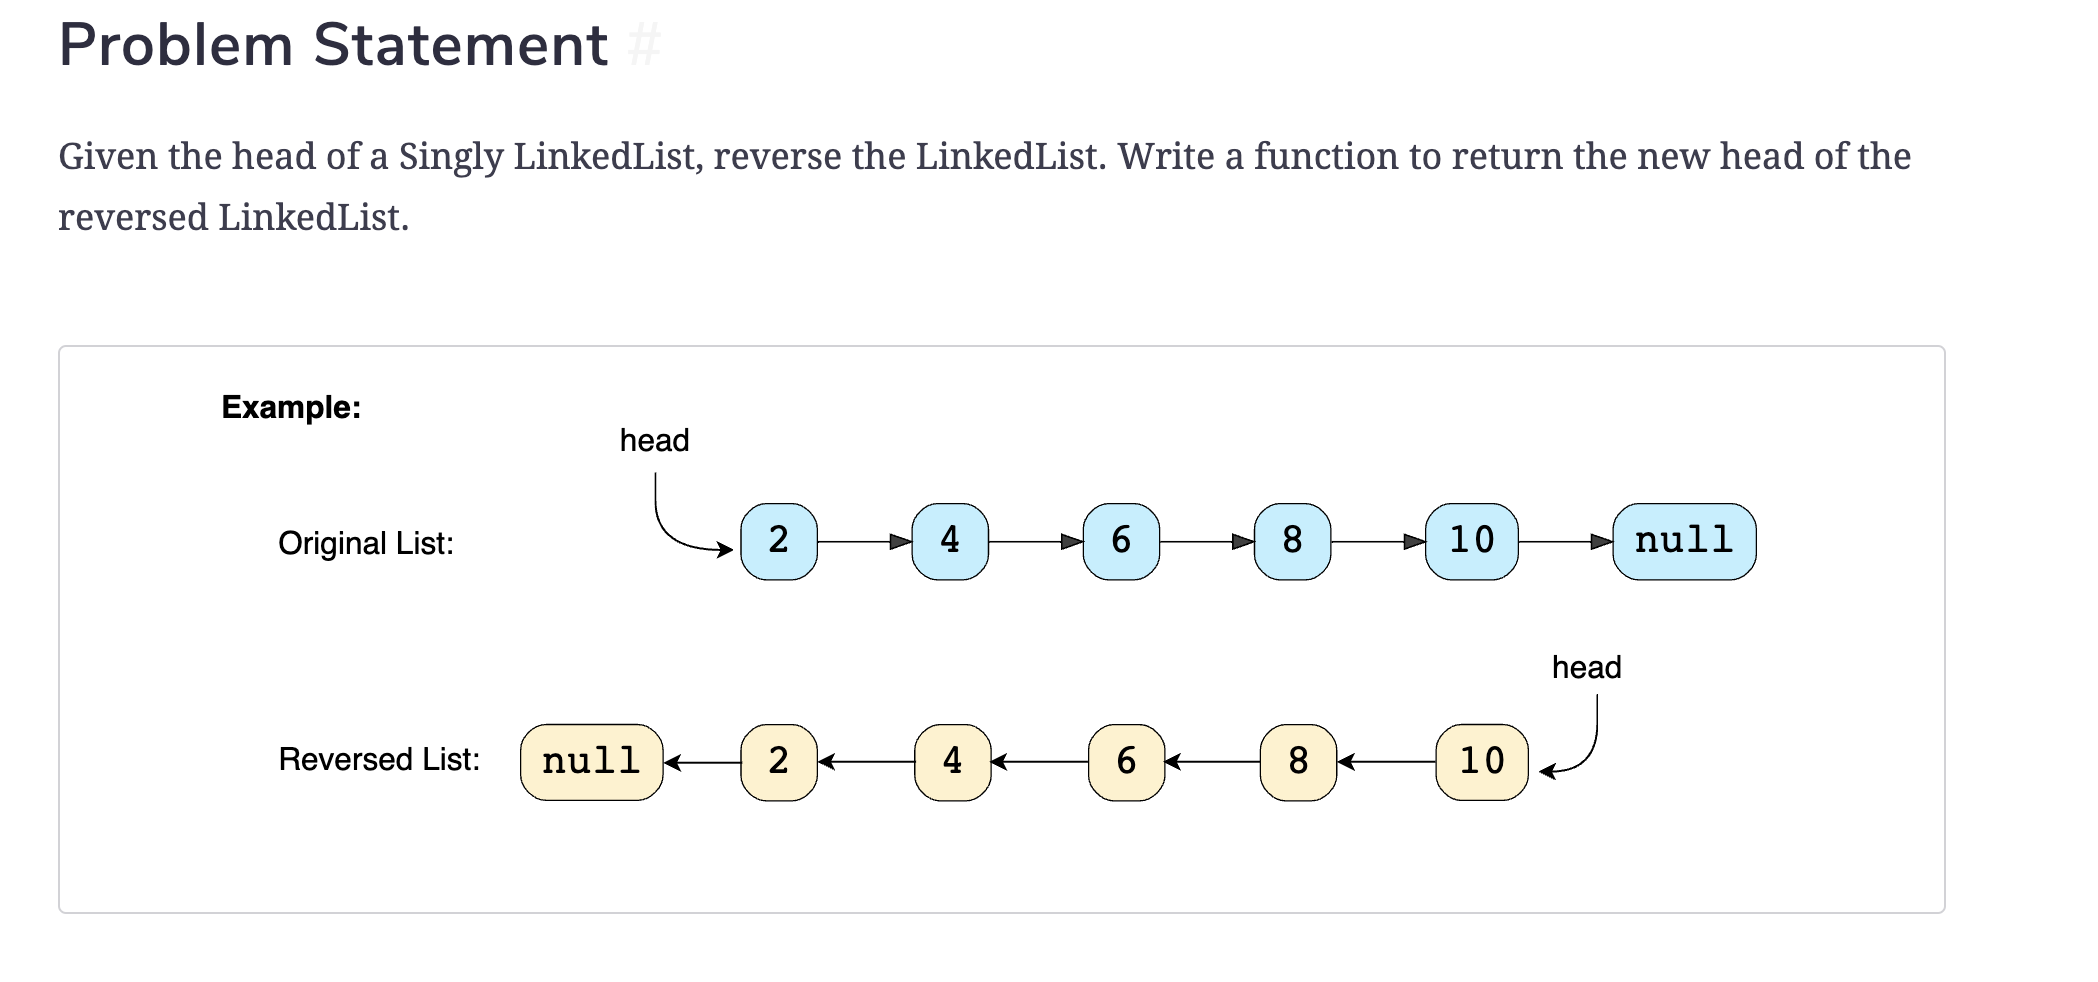 Problem Statement #
Given the head of a Singly LinkedList, reverse the LinkedList. Write a function to return the new head of the
reversed LinkedList.
Example:
head
Original List: 2 4 6 8 10 null
head
Reversed List: null 2 4 6 8 10